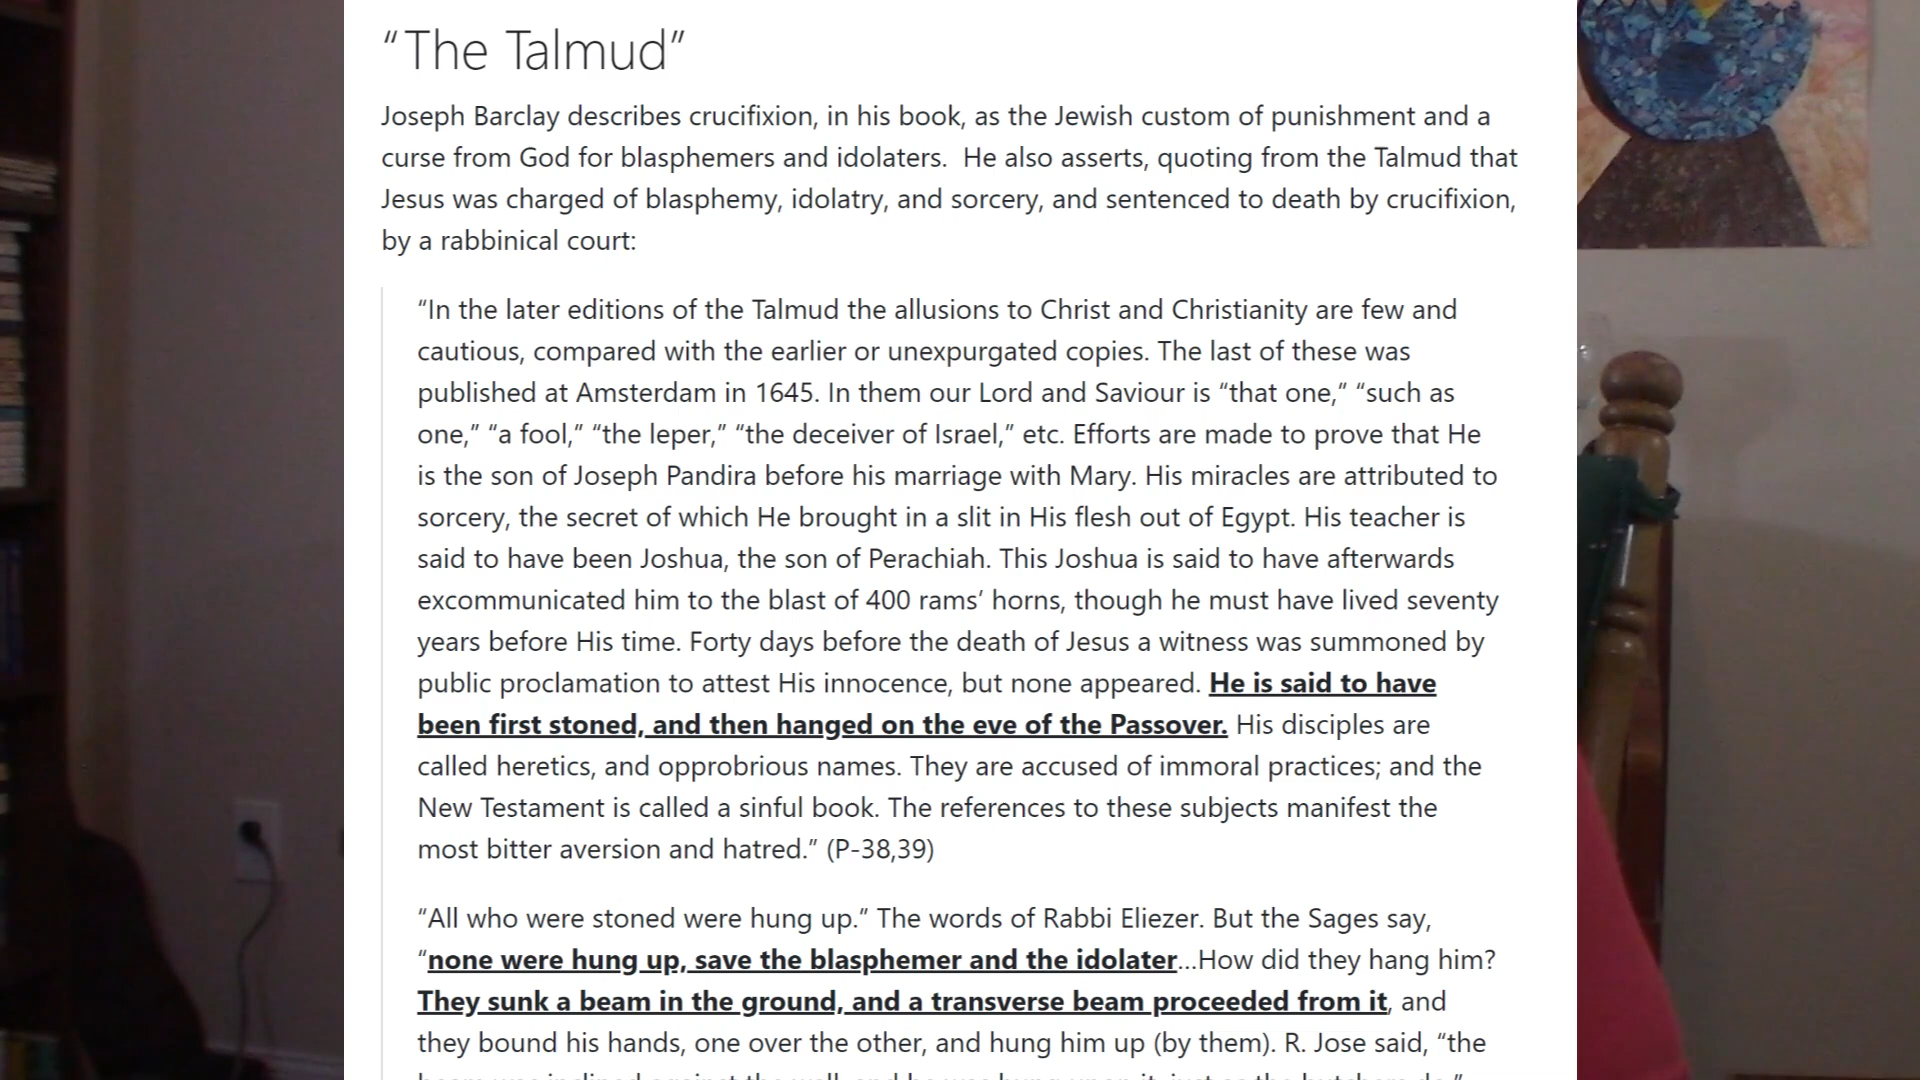 “The Talmud”
Joseph Barclay describes crucifixion, in his book, as the Jewish custom of punishment and a
curse from God for blasphemers and idolaters.  He also asserts, quoting from the Talmud that
Jesus was charged of blasphemy, idolatry, and sorcery, and sentenced to death by crucifixion,
by a rabbinical court:
“In the later editions of the Talmud the allusions to Christ and Christianity are few and
cautious, compared with the earlier or unexpurgated copies. The last of these was
published at Amsterdam in 1645. In them our Lord and Saviour is “that one,” “such as
one,” “a fool,” “the leper,” “the deceiver of Israel,” etc. Efforts are made to prove that He
is the son of Joseph Pandira before his marriage with Mary. His miracles are attributed to
sorcery, the secret of which He brought in a slit in His flesh out of Egypt. His teacher is
said to have been Joshua, the son of Perachiah. This Joshua is said to have afterwards
excommunicated him to the blast of 400 rams’ horns, though he must have lived seventy
years before His time. Forty days before the death of Jesus a witness was summoned by
public proclamation to attest His innocence, but none appeared. He is said to have
been first stoned, and then hanged on the eve of the Passover. His disciples are
called heretics, and opprobrious names. They are accused of immoral practices; and the
New Testament is called a sinful book. The references to these subjects manifest the
most bitter aversion and hatred.” (P-38,39)
“All who were stoned were hung up.” The words of Rabbi Eliezer. But the Sages say,
“none were hung up, save the blasphemer and the idolater…How did they hang him?
They sunk a beam in the ground, and a transverse beam proceeded from it, and
they bound his hands, one over the other, and hung him up (by them). R. Jose said, “the